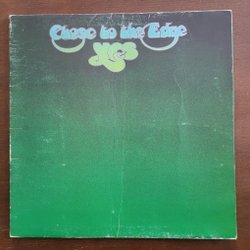 Close to the Edge
Yes